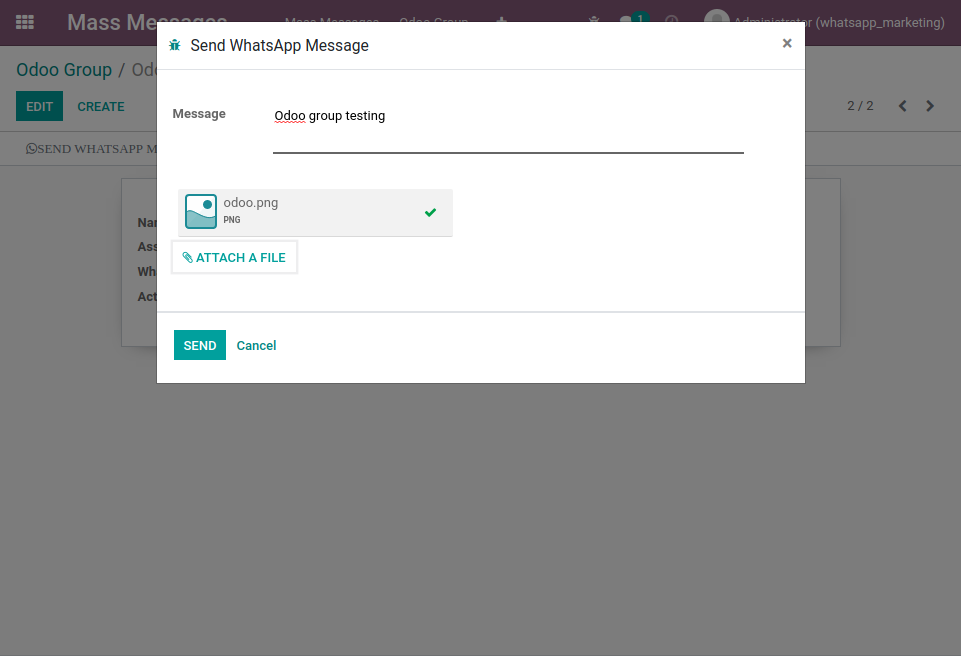 Mass Messages Mass Messages Odoo Group 1 Administrator (whatsapp_marketing)
Send WhatsApp Message ×
Odoo Group / Odo
EDIT CREATE 2 / 2
Message Odoo group testing
SEND WHATSAPP M
odoo.png
PNG
Nar
Ass
ATTACH A FILE
Wh
Act
SEND Cancel